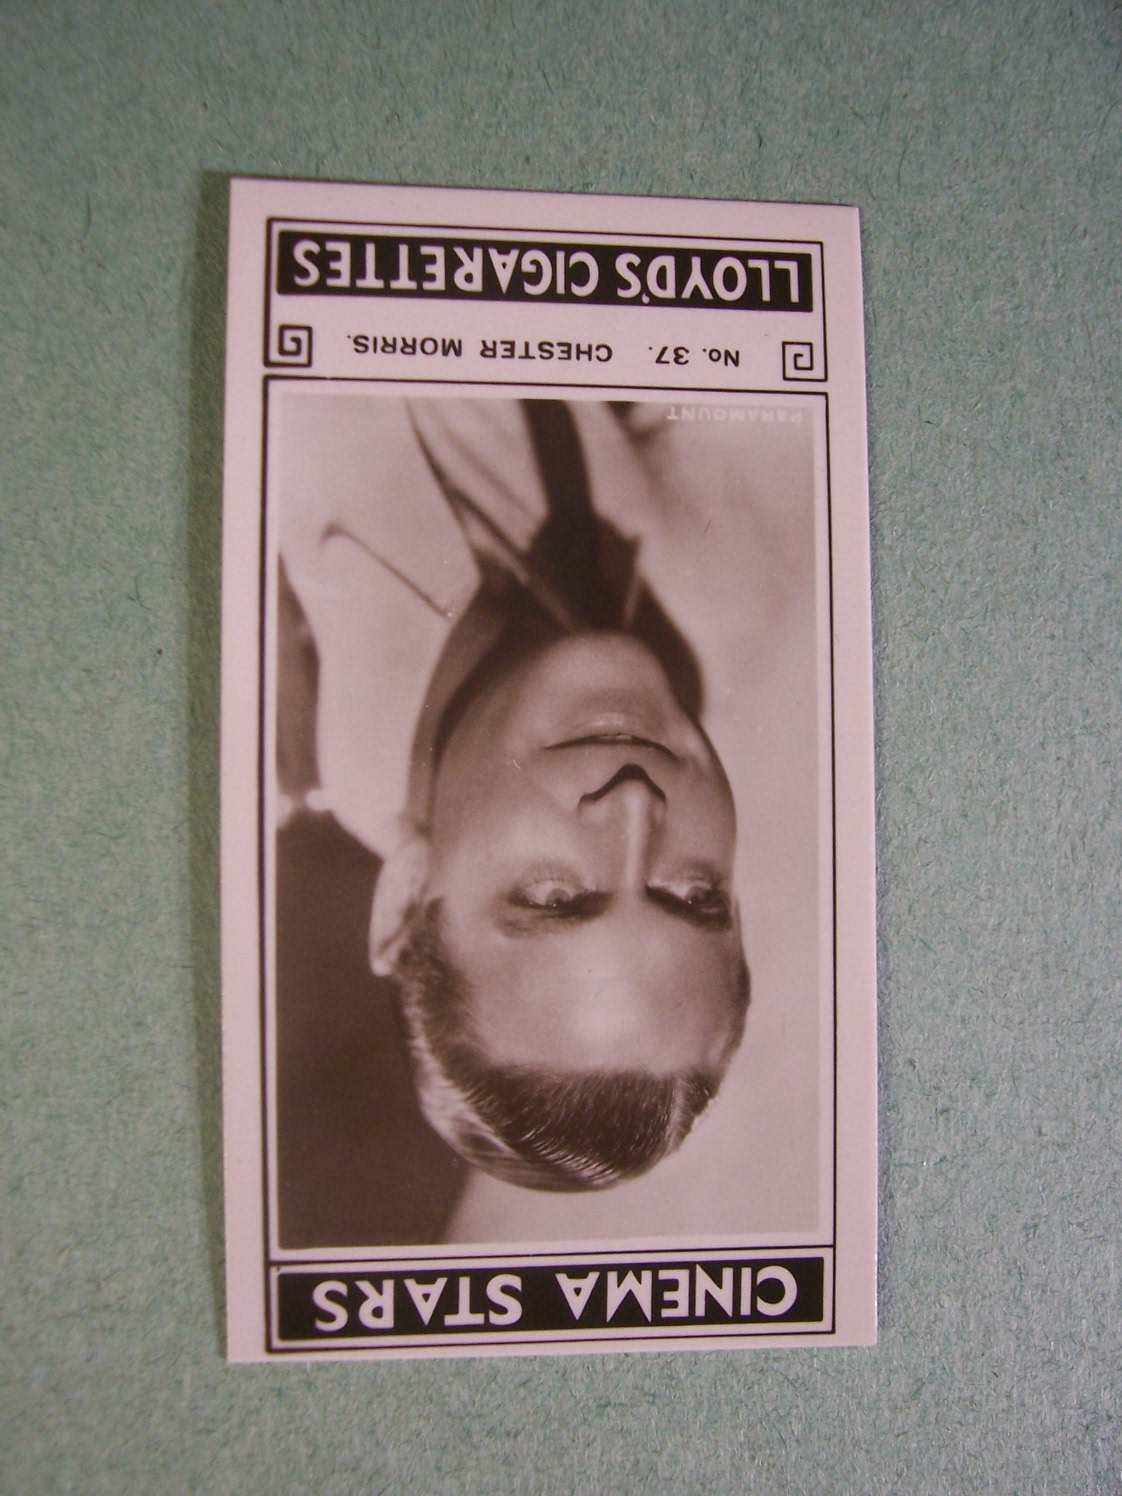 CINEMA STARS
PARAMOUNT
No. 37. CHESTER MORRIS.
LLOYD'S CIGARETTES